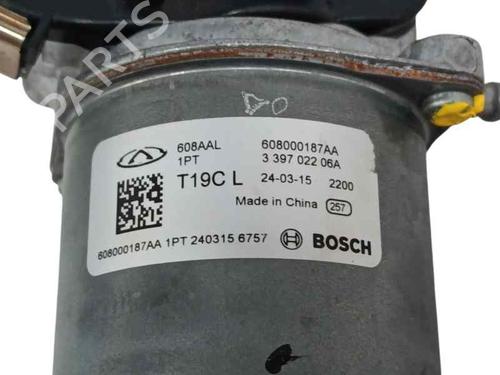 PARTS
608AAL 608000187AA
1PT 3 397 022 06A
T19C L 24-03-15 2200
Made in China 257
608000187AA 1PT 240315 6757 BOSCH